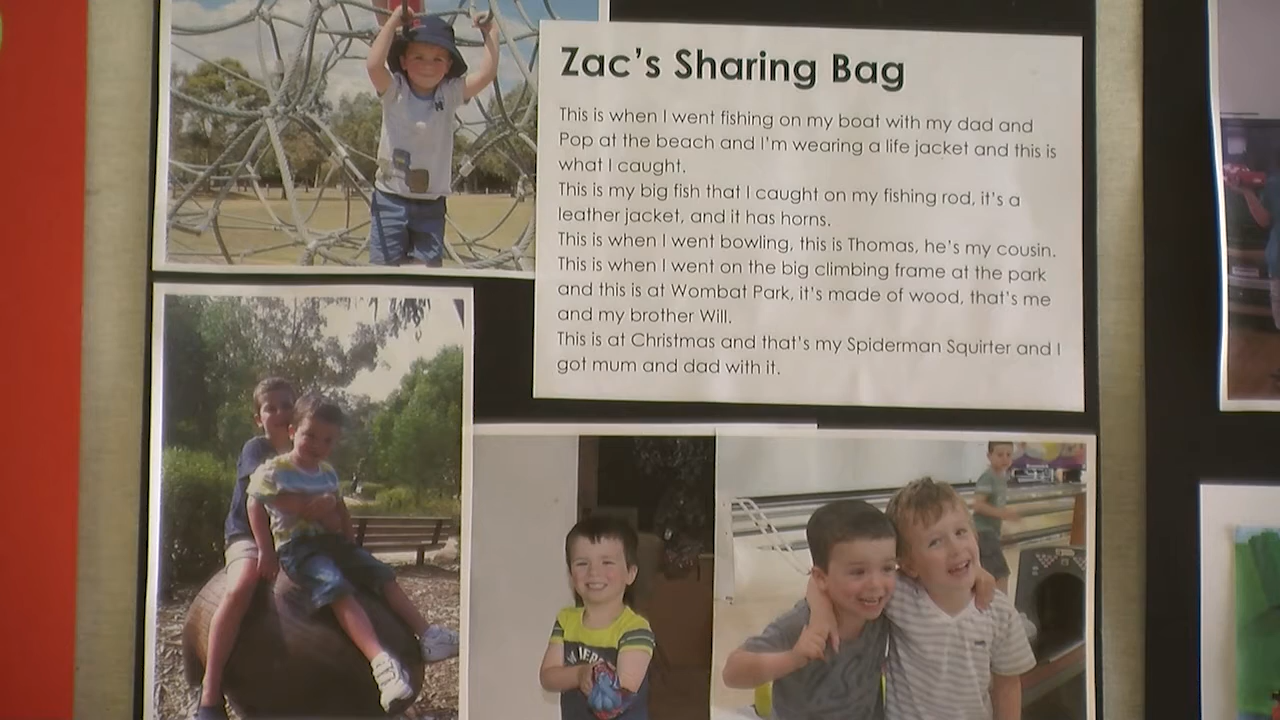 Zac's Sharing Bag
This is when I went fishing on my boat with my dad and
Pop at the beach and I'm wearing a life jacket and this is
what I caught.
This is my big fish that I caught on my fishing rod, it's a
leather jacket, and it has horns.
This is when I went bowling, this is Thomas, he's my cousin.
This is when I went on the big climbing frame at the park
and this is at Wombat Park, it's made of wood, that's me
and my brother Will.
This is at Christmas and that's my Spiderman Squirter and I
got mum and dad with it.